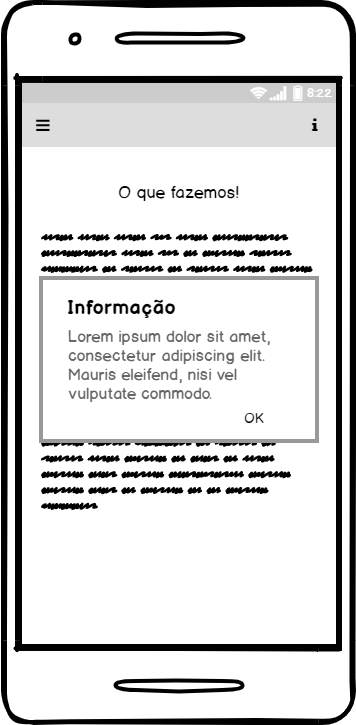 8:22
i
O que fazemos!
Informação
Lorem ipsum dolor sit amet,
consectetur adipiscing elit.
Mauris eleifend, nisi vel
vulputate commodo.
OK